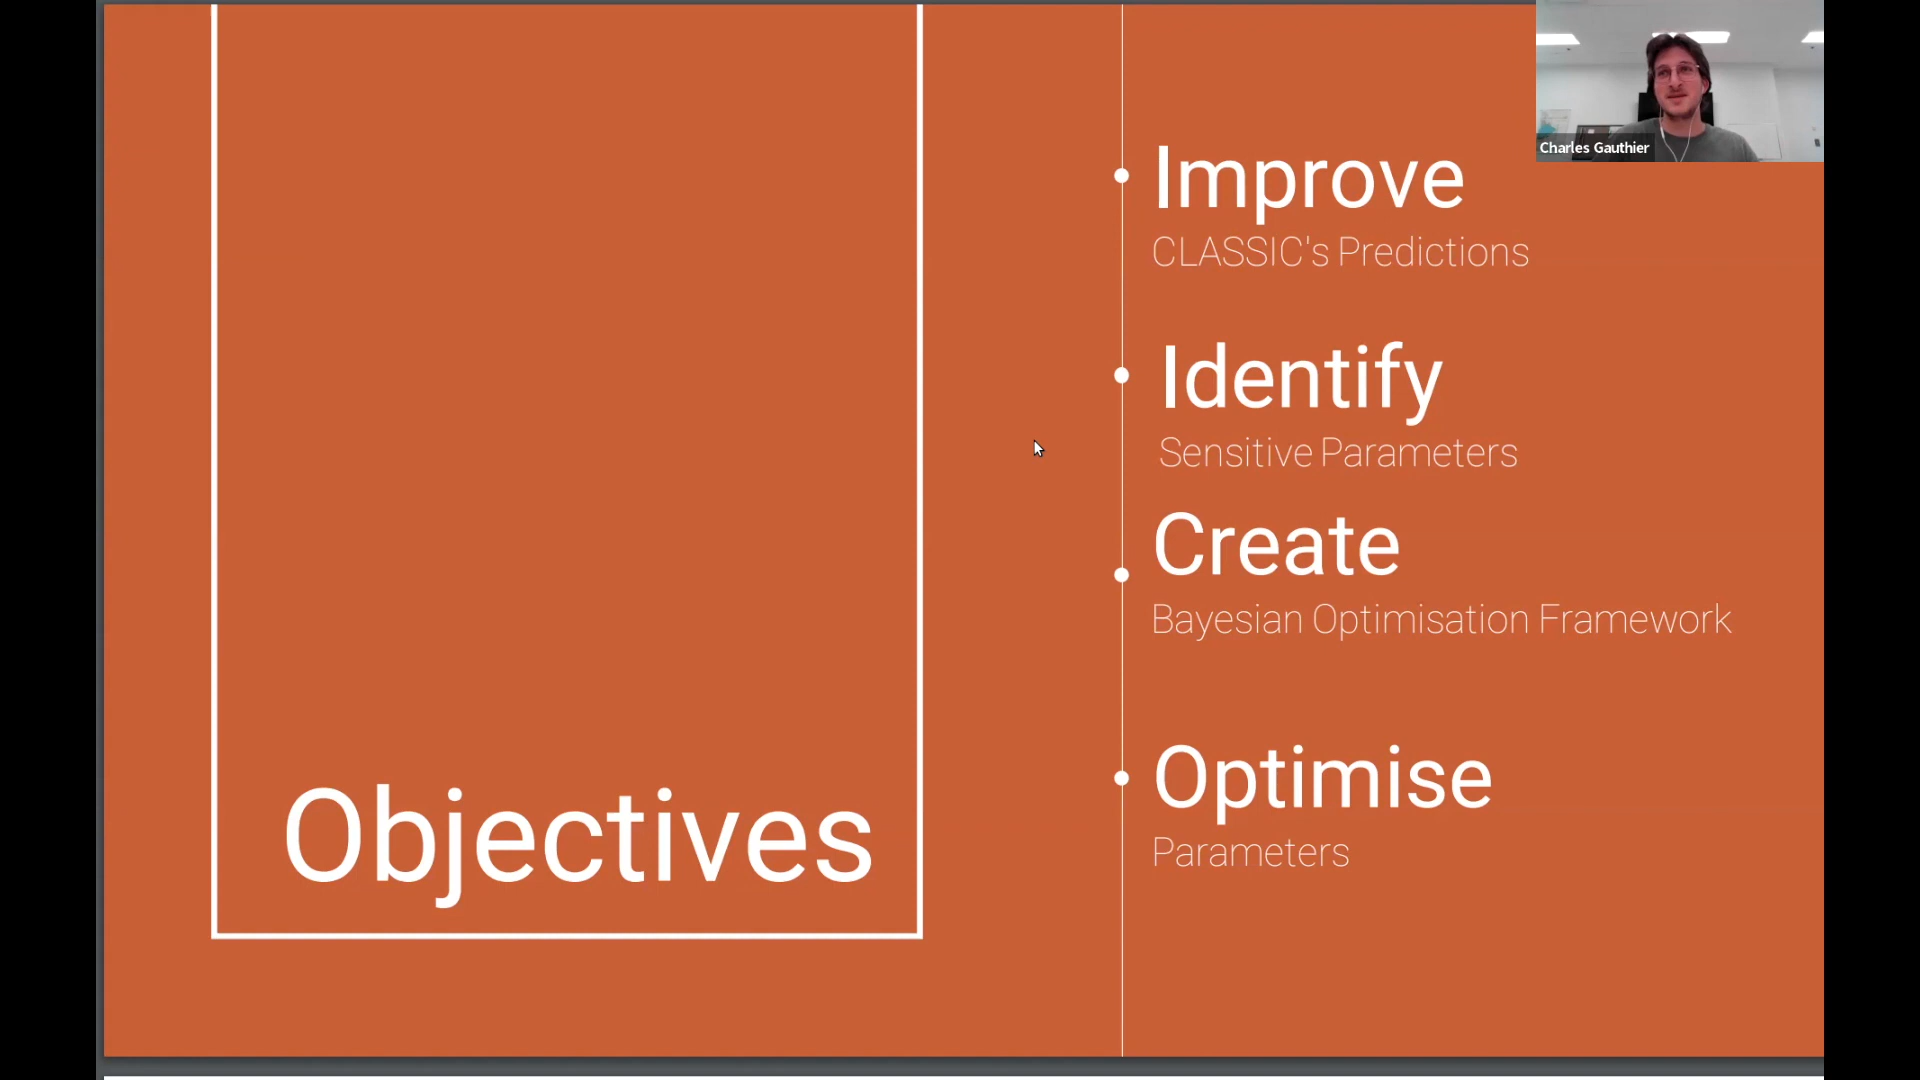 Objectives
Improve
CLASSIC's Predictions
Identify
Sensitive Parameters
Create
Bayesian Optimisation Framework
Optimise
Parameters
Charles Gauthier